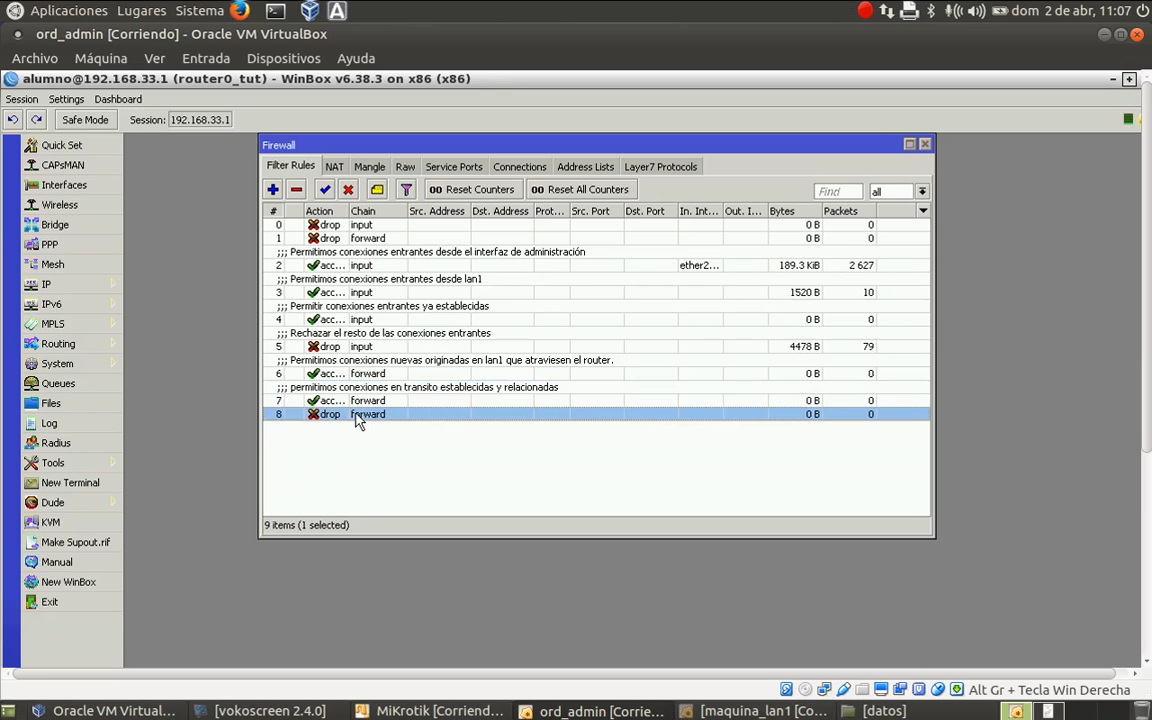 Aplicaciones Lugares Sistema dom 2 de abr, 11:07
ord_admin [Corriendo] - Oracle VM VirtualBox
Archivo Máquina Ver Entrada Dispositivos Ayuda
alumno@192.168.33.1 (router0_tut) - WinBox v6.38.3 on x86 (x86)
Session Settings Dashboard
Safe Mode Session: 192.168.33.1
Quick Set
CAPsMAN
Interfaces
Wireless
Bridge
PPP
Mesh
IP
IPv6
MPLS
Routing
System
Queues
Files
Log
Radius
Tools
New Terminal
Dude
KVM
Make Supout.rif
Manual
New WinBox
Exit
Firewall
Filter Rules NAT Mangle Raw Service Ports Connections Address Lists Layer7 Protocols
00 Reset Counters 00 Reset All Counters Find all
# Action Chain Src. Address Dst. Address Prot... Src. Port Dst. Port In. Int... Out. I... Bytes Packets
0 drop input 0 B 0
1 drop forward 0 B 0
;;; Permitimos conexiones entrantes desde el interfaz de administración
2 acc... input ether2... 189.3 KiB 2 627
;;; Permitimos conexiones entrantes desde lan1
3 acc... input 1520 B 10
;;; Permitir conexiones entrantes ya establecidas
4 acc... input 0 B 0
;;; Rechazar el resto de las conexiones entrantes
5 drop input 4478 B 79
;;; Permitimos conexiones nuevas originadas en lan1 que atraviesen el router.
6 acc... forward 0 B 0
;;; permitimos conexiones en transito establecidas y relacionadas
7 acc... forward 0 B 0
8 drop forward 0 B 0
9 items (1 selected)
Alt Gr + Tecla Win Derecha
Oracle VM Virtual... [vokoscreen 2.4.0] MiKrotik [Corriend... ord_admin [Corrie... [maquina_lan1 [Co... [datos]